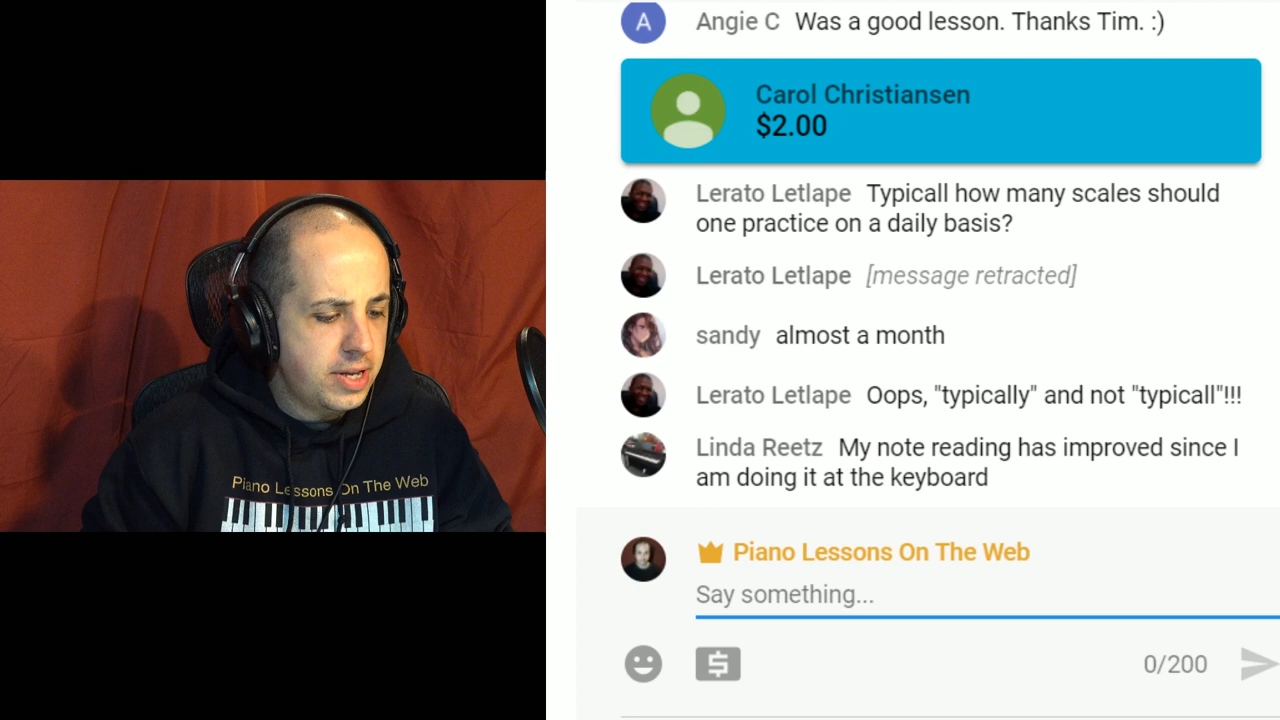 Piano Lessons On The Web
A Angie C Was a good lesson. Thanks Tim. :)
Carol Christiansen
$2.00
Lerato Letlape Typicall how many scales should
one practice on a daily basis?
Lerato Letlape [message retracted]
sandy almost a month
Lerato Letlape Oops, "typically" and not "typicall"!!!
Linda Reetz My note reading has improved since I
am doing it at the keyboard
Piano Lessons On The Web
Say something...
$ 0/200